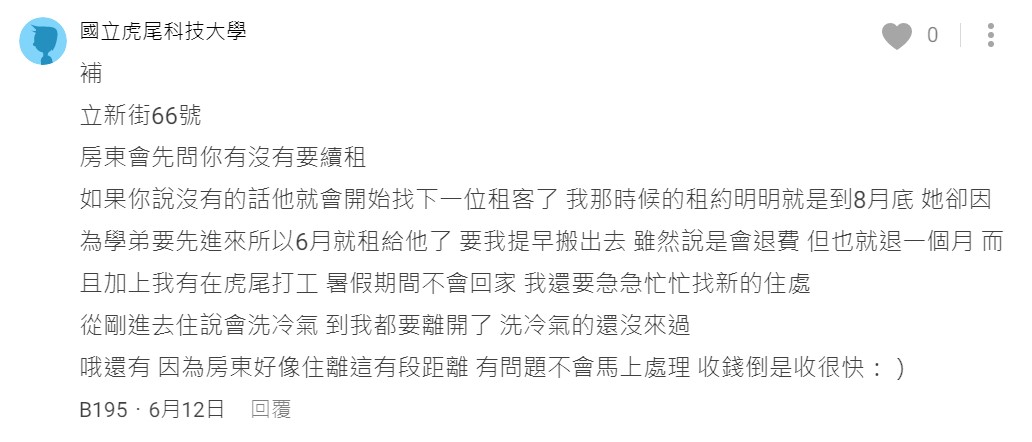 國立虎尾科技大學
0
補
立新街66號
房東會先問你有沒有要續租
如果你說沒有的話他就會開始找下一位租客了 我那時候的租約明明就是到8月底 她卻因
為學弟要先進來所以6月就租給他了 要我提早搬出去 雖然說是會退費 但也就退一個月 而
且加上我有在虎尾打工 暑假期間不會回家 我還要急急忙忙找新的住處
從剛進去住說會洗冷氣 到我都要離開了 洗冷氣的還沒來過
哦還有 因為房東好像住離這有段距離 有問題不會馬上處理 收錢倒是收很快： )
B195 · 6月12日 回覆